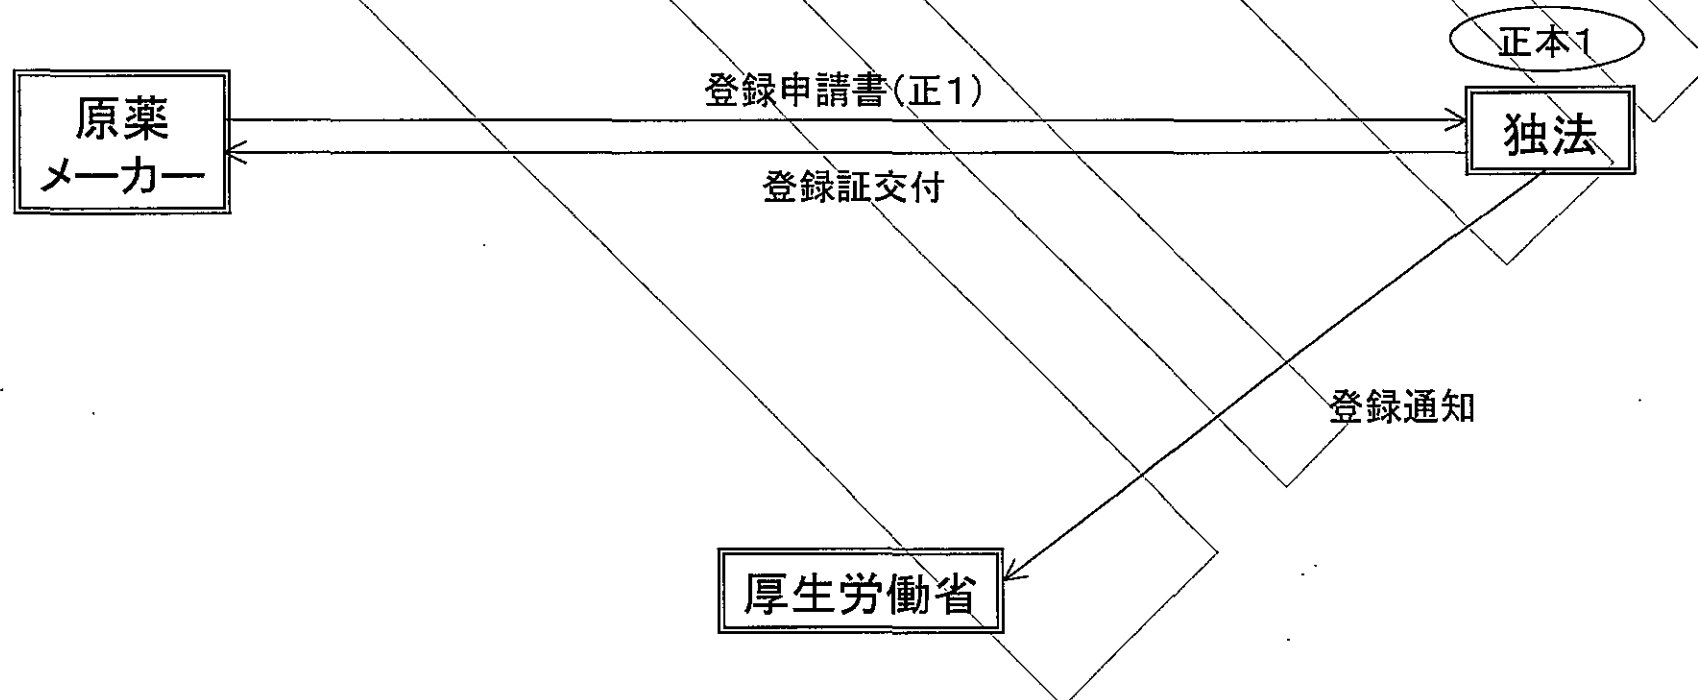 正本1
登録申請書(正1)
原薬
メーカー
独法
登録証交付
登録通知
厚生労働省